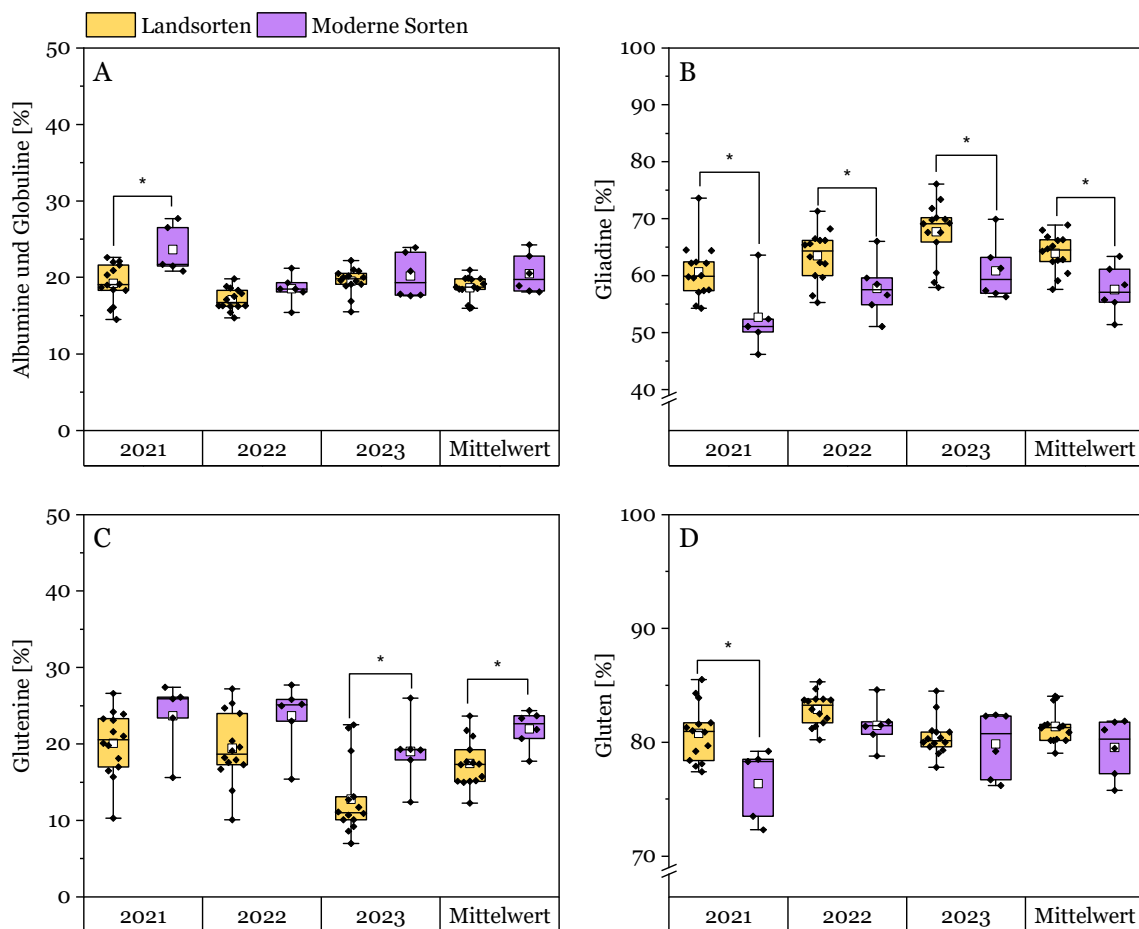 Landsorten Moderne Sorten
A
Albumine und Globuline [%]
50
40
30
20
10
0
*
2021 2022 2023 Mittelwert
B
Gliadine [%]
100
90
80
70
60
50
40
* * * *
2021 2022 2023 Mittelwert
C
Glutenine [%]
50
40
30
20
10
0
* *
2021 2022 2023 Mittelwert
D
Gluten [%]
100
90
80
70
*
2021 2022 2023 Mittelwert